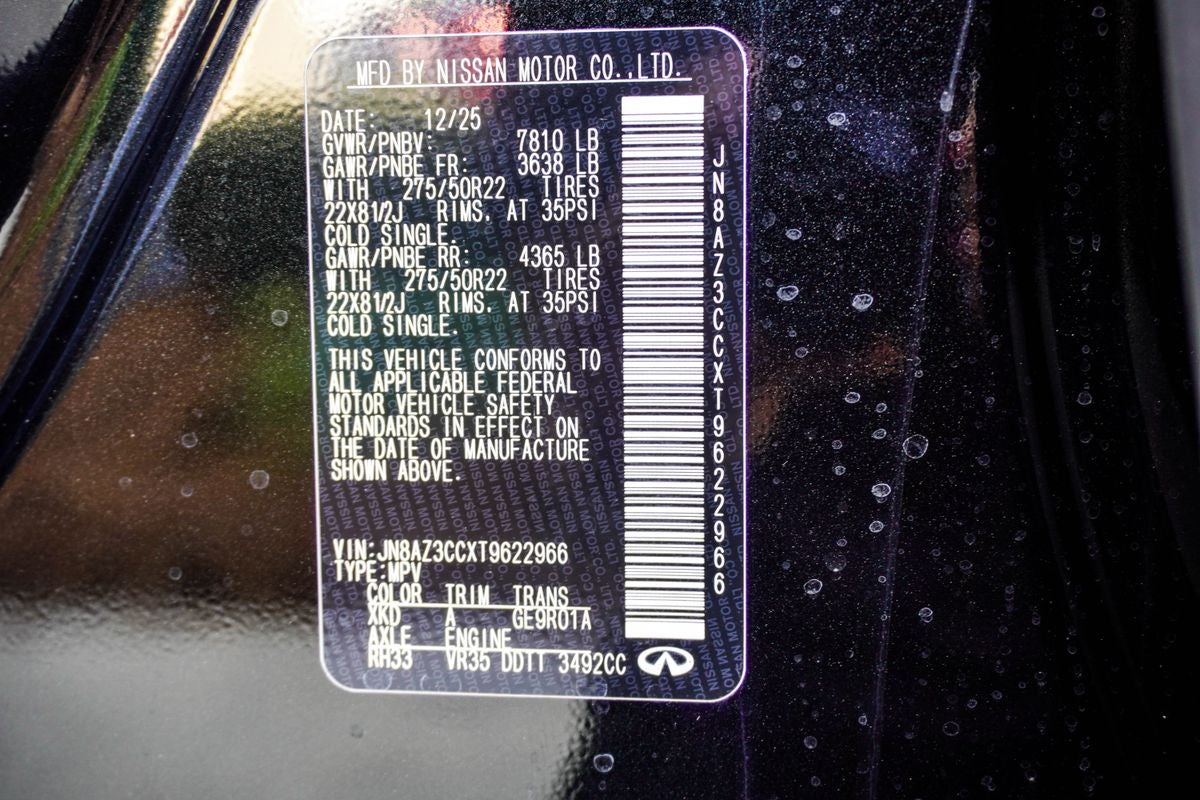 MFD BY NISSAN MOTOR CO.,LTD.
DATE: 12/25
GVWR/PNBV: 7810 LB
GAWR/PNBE FR: 3638 LB
WITH 275/50R22 TIRES
22X81/2J RIMS. AT 35PSI
COLD SINGLE.
GAWR/PNBE RR: 4365 LB
WITH 275/50R22 TIRES
22X81/2J RIMS. AT 35PSI
COLD SINGLE.
THIS VEHICLE CONFORMS TO
ALL APPLICABLE FEDERAL
MOTOR VEHICLE SAFETY
STANDARDS IN EFFECT ON
THE DATE OF MANUFACTURE
SHOWN ABOVE.
VIN:JN8AZ3CCXT9622966
TYPE:MPV
COLOR TRIM TRANS
XKD A GE9R01A
AXLE ENGINE
RH33 VR35 DDTT 3492CC
JN8AZ3CCXT9622966